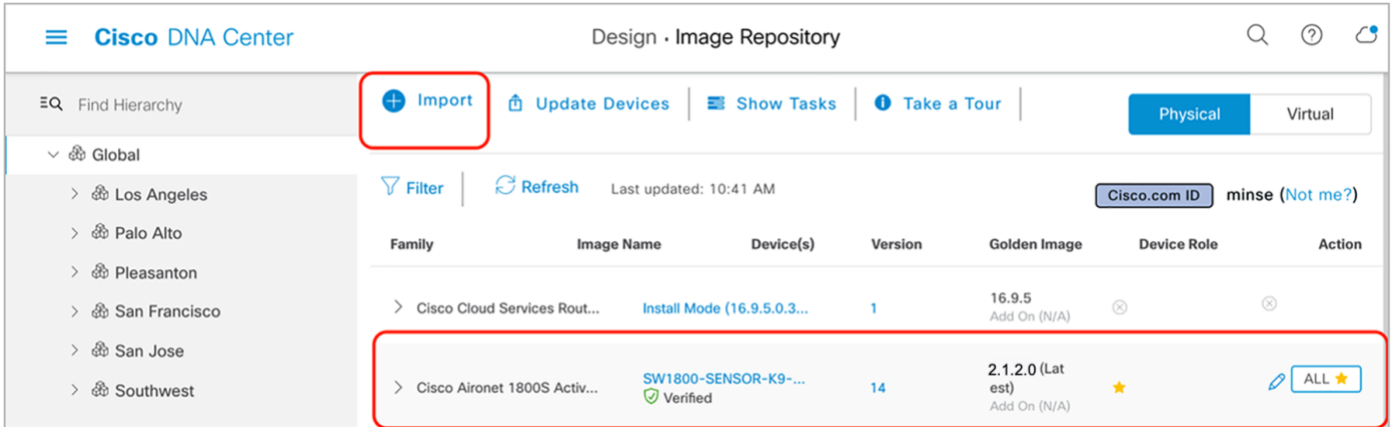 Cisco DNA Center
Design · Image Repository
Find Hierarchy
Global
Los Angeles
Palo Alto
Pleasanton
San Francisco
San Jose
Southwest
Import
Update Devices
Show Tasks
Take a Tour
Physical
Virtual
Filter
Refresh
Last updated: 10:41 AM
Cisco.com ID
minse (Not me?)
Family Image Name Device(s) Version Golden Image Device Role Action
Cisco Cloud Services Rout... Install Mode (16.9.5.0.3... 1 16.9.5
Add On (N/A)
Cisco Aironet 1800S Activ... SW1800-SENSOR-K9-... 14 2.1.2.0 (Lat
Verified
est)
Add On (N/A)
ALL